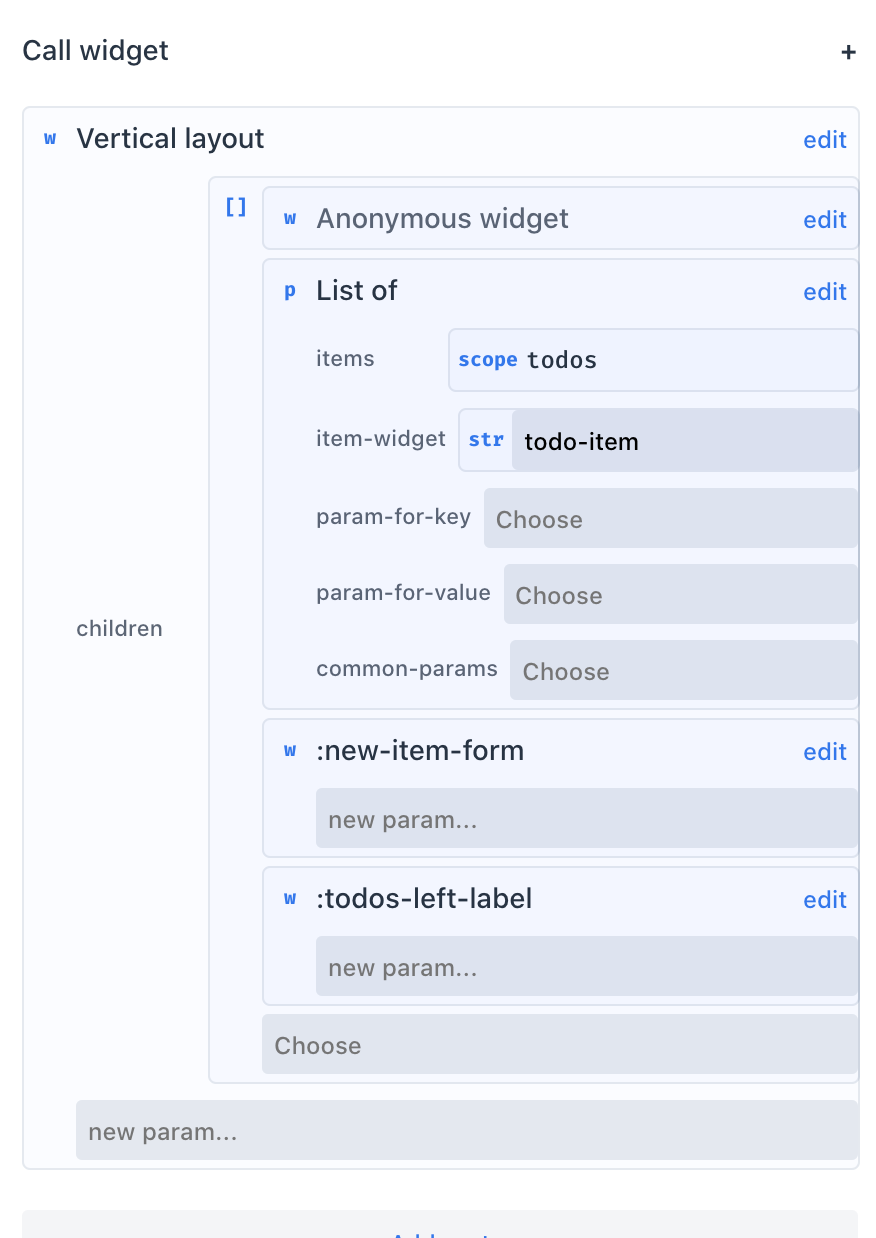 Call widget +
w Vertical layout edit
[] w Anonymous widget edit
p List of edit
items scope todos
item-widget str todo-item
param-for-key Choose
param-for-value Choose
children
common-params Choose
w :new-item-form edit
new param...
w :todos-left-label edit
new param...
Choose
new param...